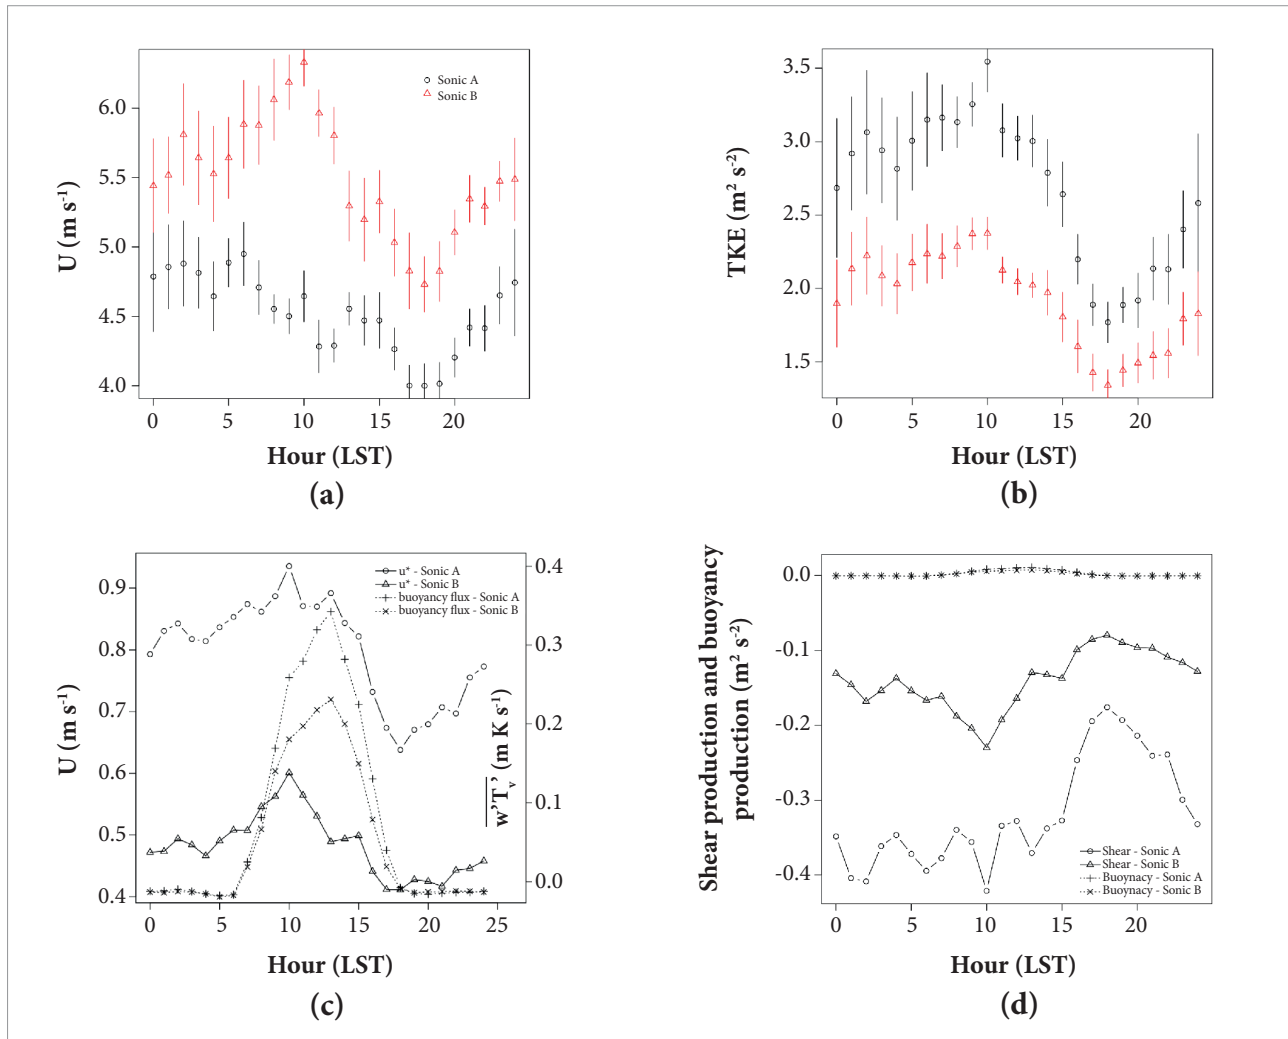 Sonic A
Sonic B
6.0
5.5
5.0
4.5
4.0
U (m s-1)
0 5 10 15 20
Hour (LST)
(a)
3.5
3.0
2.5
2.0
1.5
TKE (m² s-²)
0 5 10 15 20
Hour (LST)
(b)
u* - Sonic A
u* - Sonic B
buoyancy flux - Sonic A
buoyancy flux - Sonic B
0.9
0.8
0.7
0.6
0.5
0.4
U (m s-1)
0.4
0.3
0.2
0.1
0.0
w'Tv' (m K s-1)
0 5 10 15 20 25
Hour (LST)
(c)
0.0
-0.1
-0.2
-0.3
-0.4
Shear production and buoyancy
production (m² s-²)
Shear - Sonic A
Shear - Sonic B
Buoynacy - Sonic A
Buoynacy - Sonic B
0 5 10 15 20
Hour (LST)
(d)